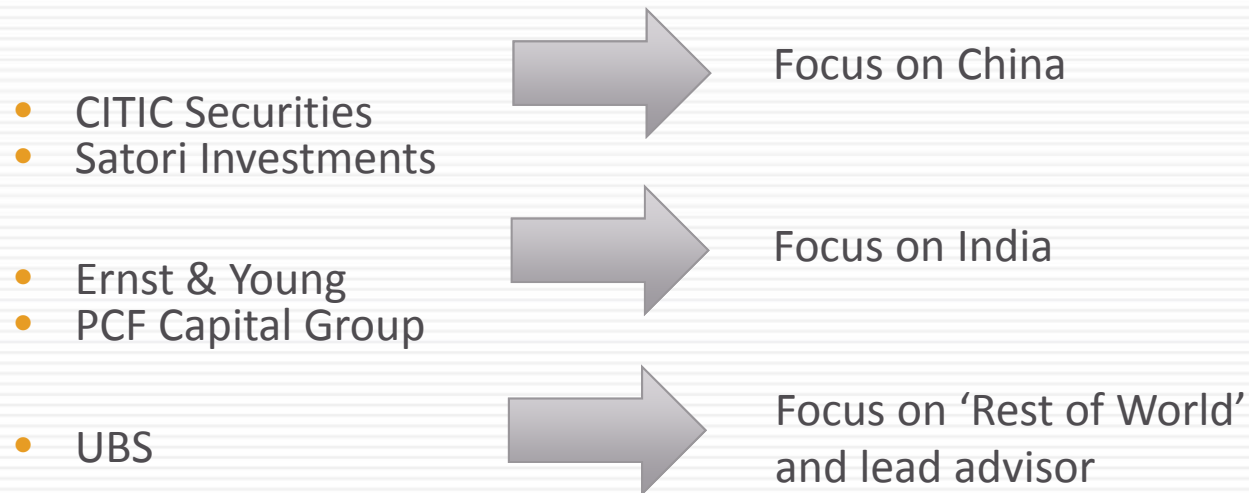 • CITIC Securities
• Satori Investments
Focus on China
• Ernst & Young
• PCF Capital Group
Focus on India
• UBS
Focus on ‘Rest of World’
and lead advisor